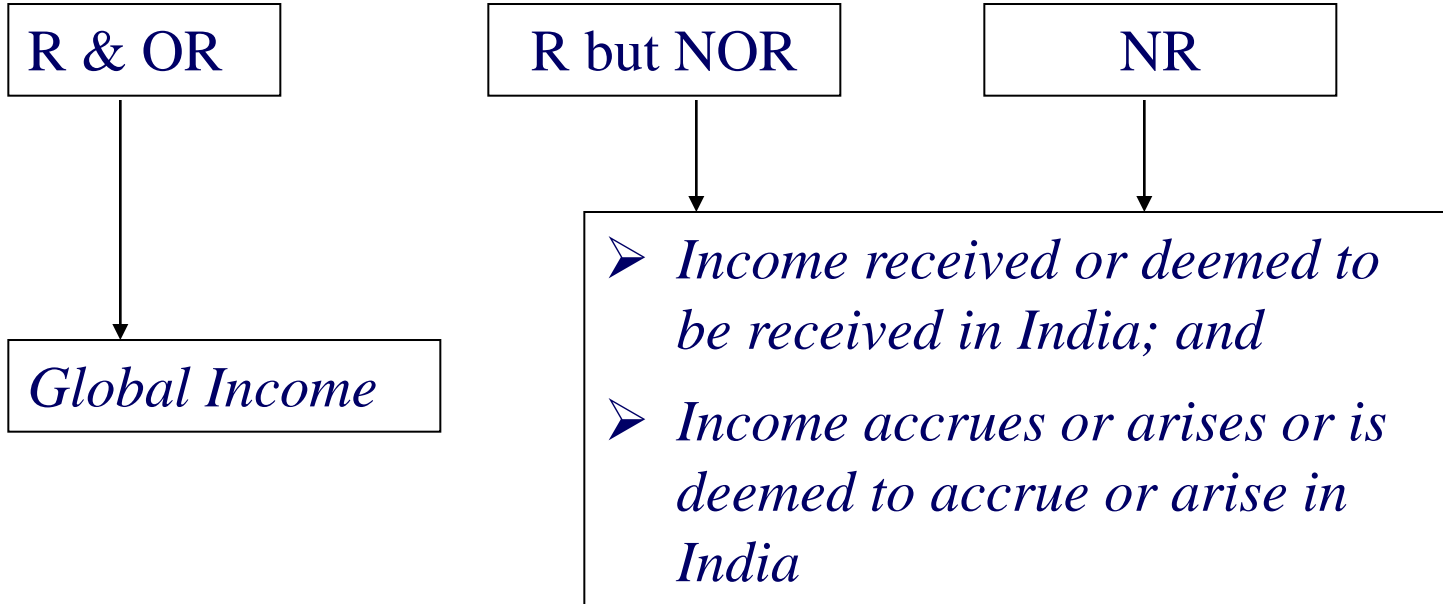 R & OR
R but NOR
NR
Global Income
➢ Income received or deemed to
be received in India; and
➢ Income accrues or arises or is
deemed to accrue or arise in
India